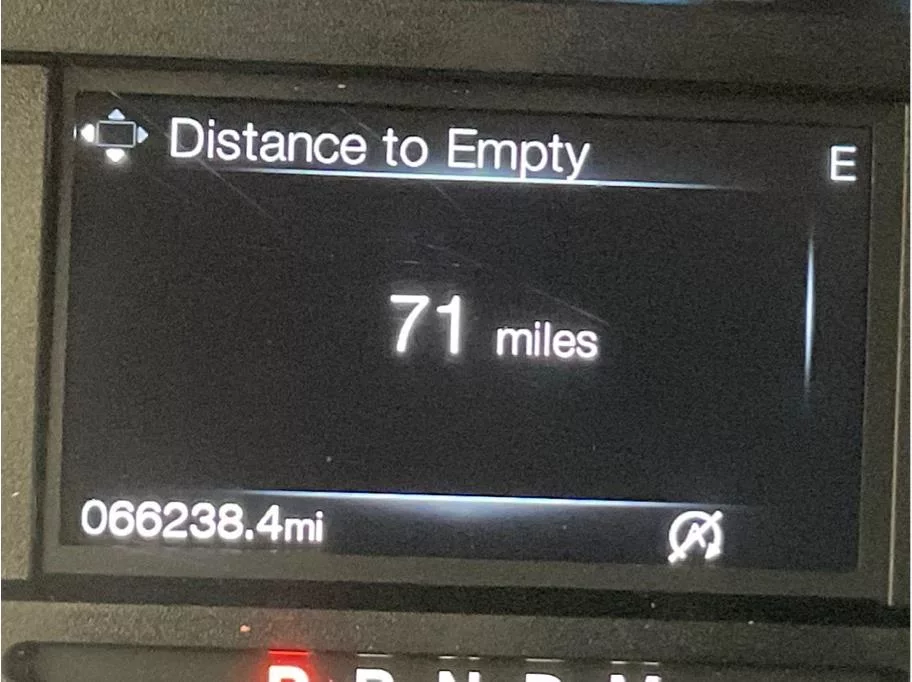 Distance to Empty
E
71 miles
066238.4mi
A
P R N D M